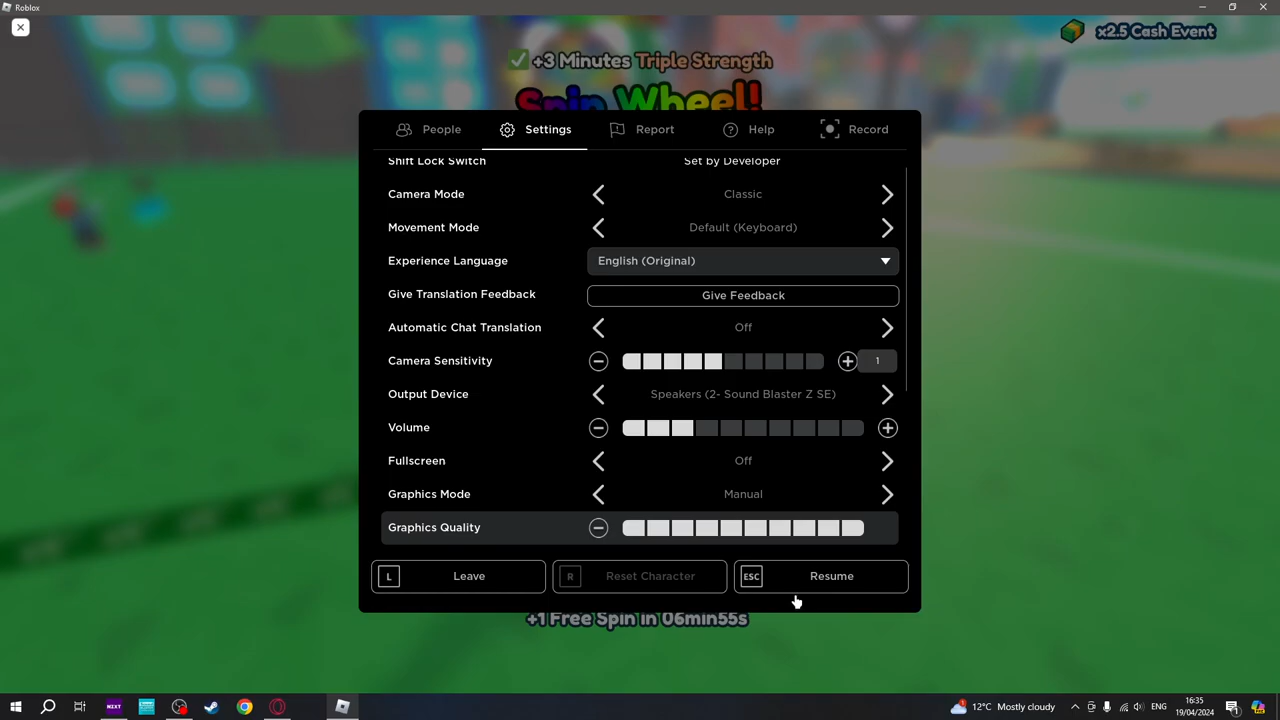 Roblox
x2.5 Cash Event
+3 Minutes Triple Strength
Spin Wheel!
People
Settings
Report
Help
Record
Shift Lock Switch
Set by Developer
Camera Mode
Classic
Movement Mode
Default (Keyboard)
Experience Language
English (Original)
Give Translation Feedback
Give Feedback
Automatic Chat Translation
Off
Camera Sensitivity
1
Output Device
Speakers (2- Sound Blaster Z SE)
Volume
Fullscreen
Off
Graphics Mode
Manual
Graphics Quality
L
Leave
R
Reset Character
ESC
Resume
+1 Free Spin in 06min55s
NZXT
12°C Mostly cloudy
16:35
19/04/2024